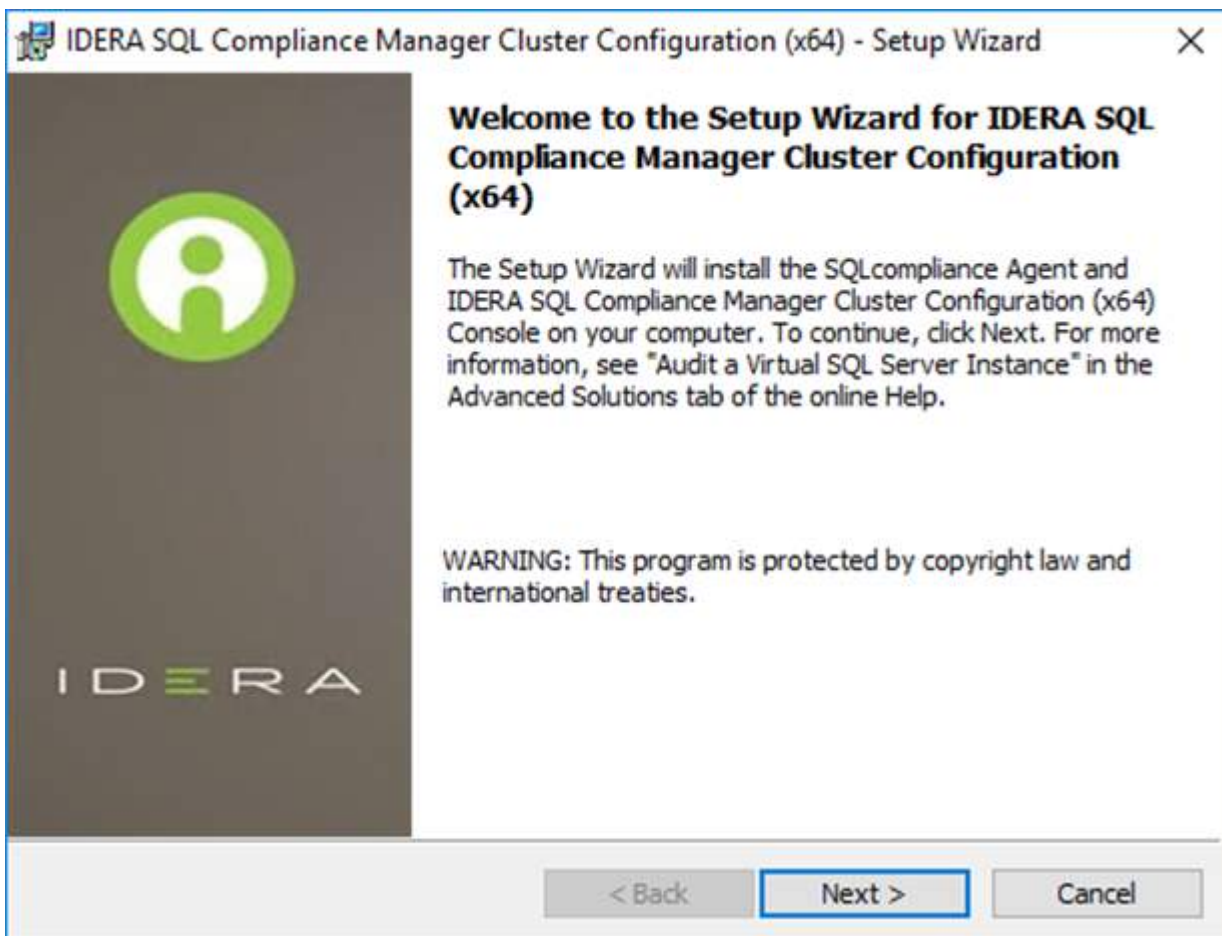 IDERA SQL Compliance Manager Cluster Configuration (x64) - Setup Wizard
Welcome to the Setup Wizard for IDERA SQL
Compliance Manager Cluster Configuration
(x64)
The Setup Wizard will install the SQLcompliance Agent and
IDERA SQL Compliance Manager Cluster Configuration (x64)
Console on your computer. To continue, click Next. For more
information, see "Audit a Virtual SQL Server Instance" in the
Advanced Solutions tab of the online Help.
WARNING: This program is protected by copyright law and
international treaties.
IDERA
< Back
Next >
Cancel